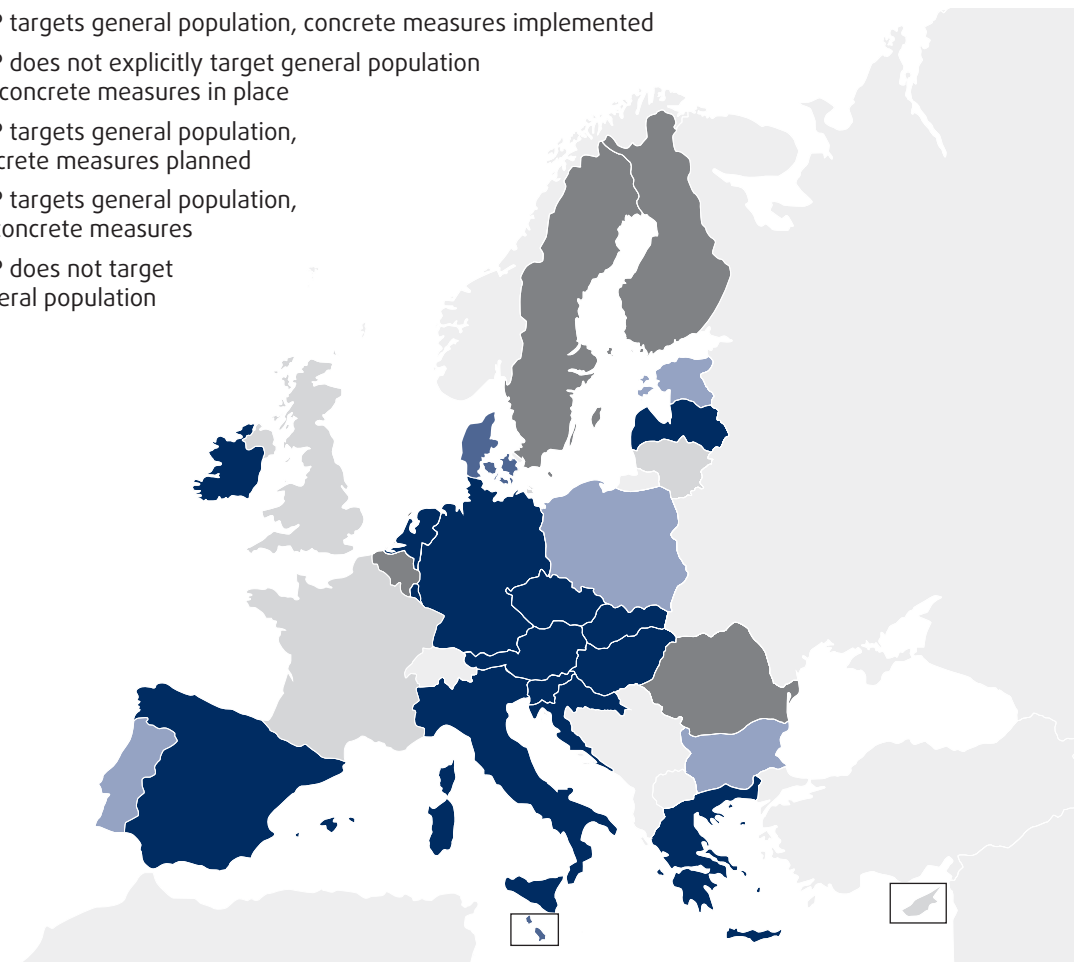 targets general population, concrete measures implemented
does not explicitly target general population
concrete measures in place
targets general population,
crete measures planned
targets general population,
concrete measures
does not target
eral population